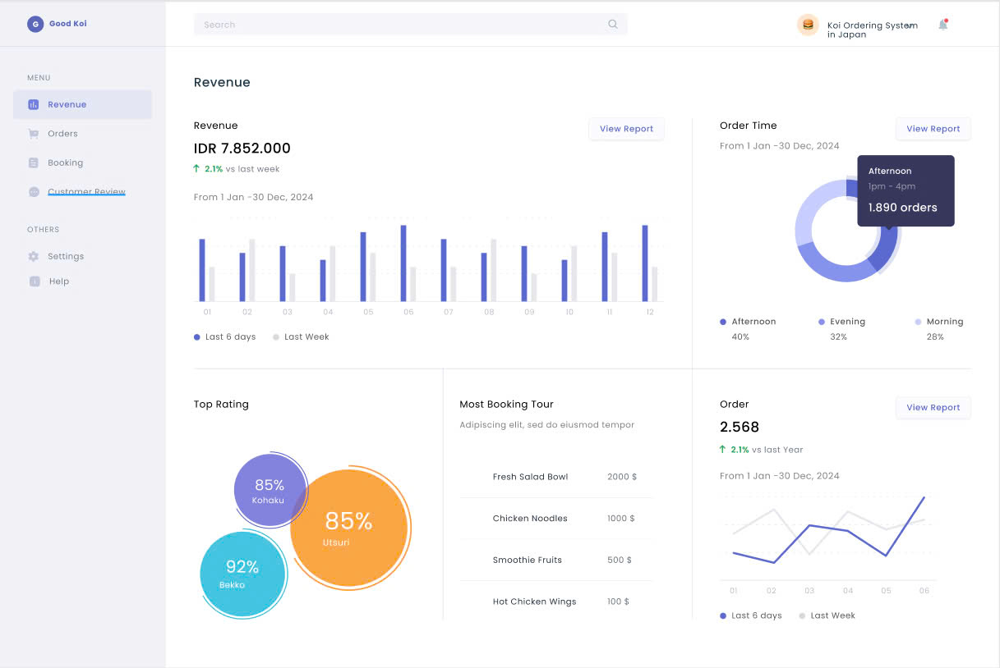 G Good Koi
Search
Koi Ordering System
in Japan
MENU
Revenue
Orders
Booking
Customer Review
OTHERS
Settings
Help
Revenue
Revenue
View Report
IDR 7.852.000
2.1% vs last week
From 1 Jan -30 Dec, 2024
01 02 03 04 05 06 07 08 09 10 11 12
Last 6 days Last Week
Order Time
View Report
From 1 Jan -30 Dec, 2024
Afternoon
1pm - 4pm
1.890 orders
Afternoon Evening Morning
40% 32% 28%
Top Rating
85%
Kohaku
85%
Utsuri
92%
Bekko
Most Booking Tour
Adipiscing elit, sed do eiusmod tempor
Fresh Salad Bowl 2000 $
Chicken Noodles 1000 $
Smoothie Fruits 500 $
Hot Chicken Wings 100 $
Order
View Report
2.568
2.1% vs last Year
From 1 Jan -30 Dec, 2024
01 02 03 04 05 06
Last 6 days Last Week